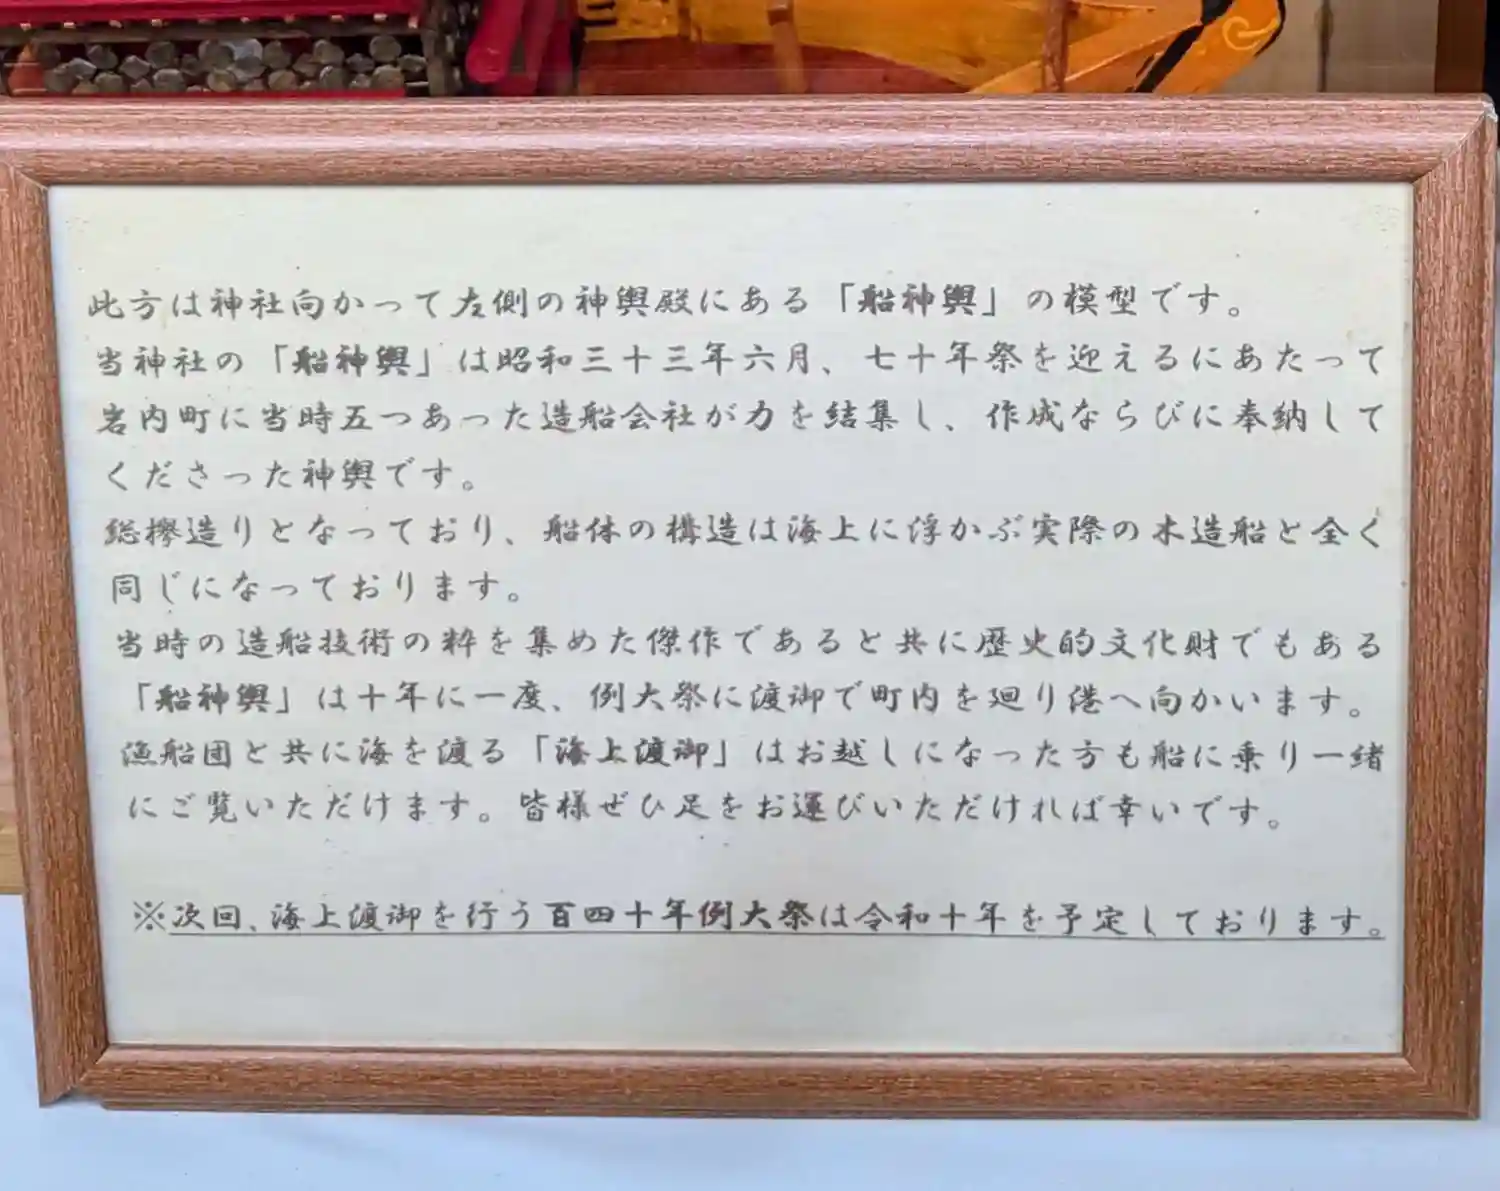 此方は神社向かって左側の神輿殿にある「船神輿」の模型です。
当神社の「船神輿」は昭和三十三年六月、七十年祭を迎えるにあたって
岩内町に当時五つあった造船会社が力を結集し、作成ならびに奉納して
くださった神輿です。
総欅造りとなっており、船体の構造は海上に浮かぶ実際の木造船と全く
同じになっております。
当時の造船技術の粋を集めた傑作であると共に歴史的文化財でもある
「船神輿」は十年に一度、例大祭に渡御で町内を廻り港へ向かいます。
漁船団と共に海を渡る「海上渡御」はお越しになった方も船に乗り一緒
にご覧いただけます。皆様ぜひ足をお運びいただければ幸いです。
※次回、海上渡御を行う百四十年例大祭は令和十年を予定しております。